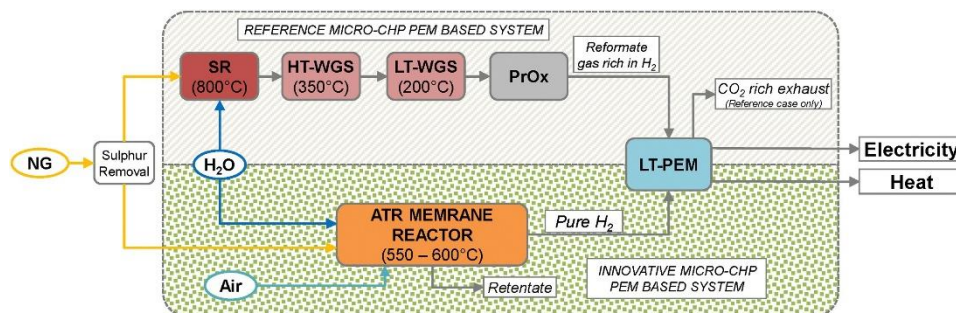 REFERENCE MICRO-CHP PEM BASED SYSTEM
SR
(800°C)
HT-WGS
(350°C)
LT-WGS
(200°C)
PrOx
Reformate
gas rich in H₂
CO₂ rich exhaust
(Reference case only)
NG
Sulphur
Removal
H₂O
LT-PEM
Electricity
Heat
ATR MEMRANE
REACTOR
(550 – 600°C)
Pure H₂
Air
Retentate
INNOVATIVE MICRO-CHP
PEM BASED SYSTEM